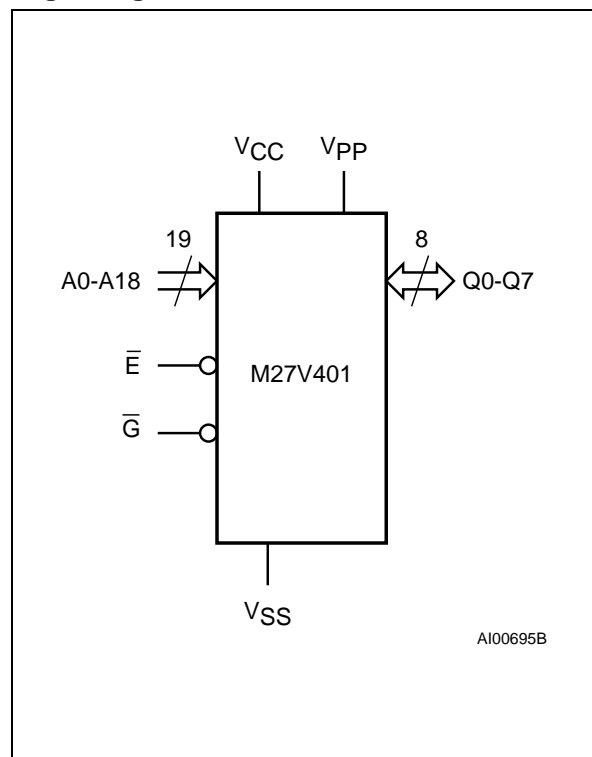 VCC VPP
19 8
A0-A18 Q0-Q7
E̅
M27V401
G̅
VSS
AI00695B